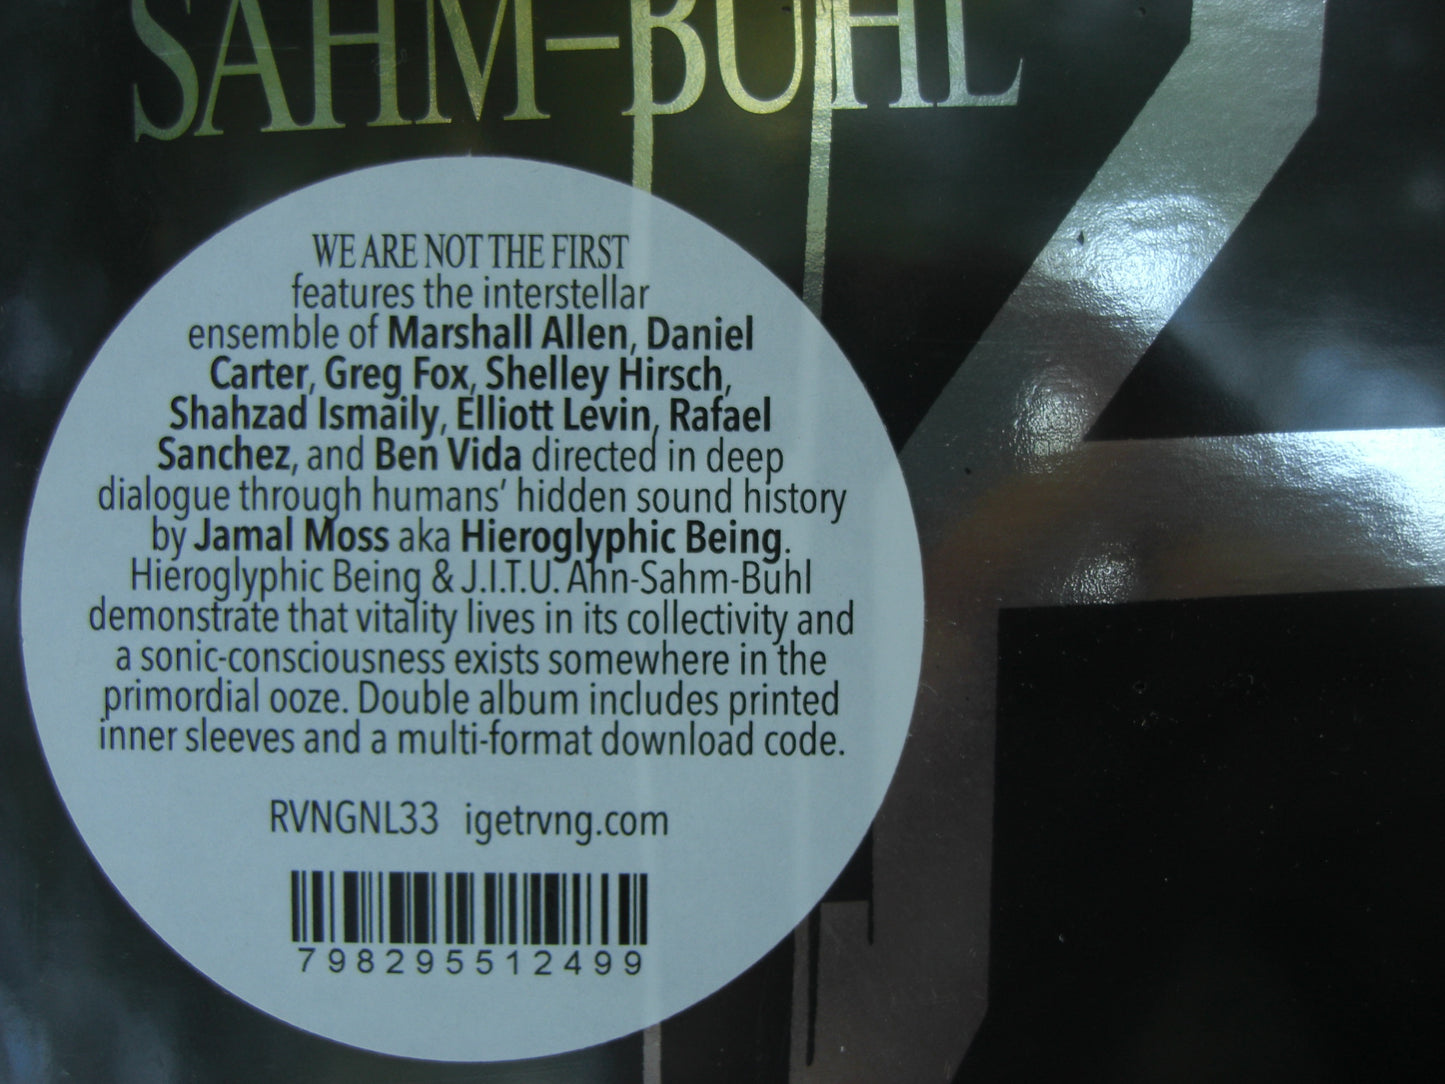 SAHM-BUHL
WE ARE NOT THE FIRST
features the interstellar
ensemble of Marshall Allen, Daniel
Carter, Greg Fox, Shelley Hirsch,
Shahzad Ismaily, Elliott Levin, Rafael
Sanchez, and Ben Vida directed in deep
dialogue through humans’ hidden sound history
by Jamal Moss aka Hieroglyphic Being.
Hieroglyphic Being & J.I.T.U. Ahn-Sahm-Buhl
demonstrate that vitality lives in its collectivity and
a sonic-consciousness exists somewhere in the
primordial ooze. Double album includes printed
inner sleeves and a multi-format download code.
RVNGNL33 igetrvng.com
798295512499